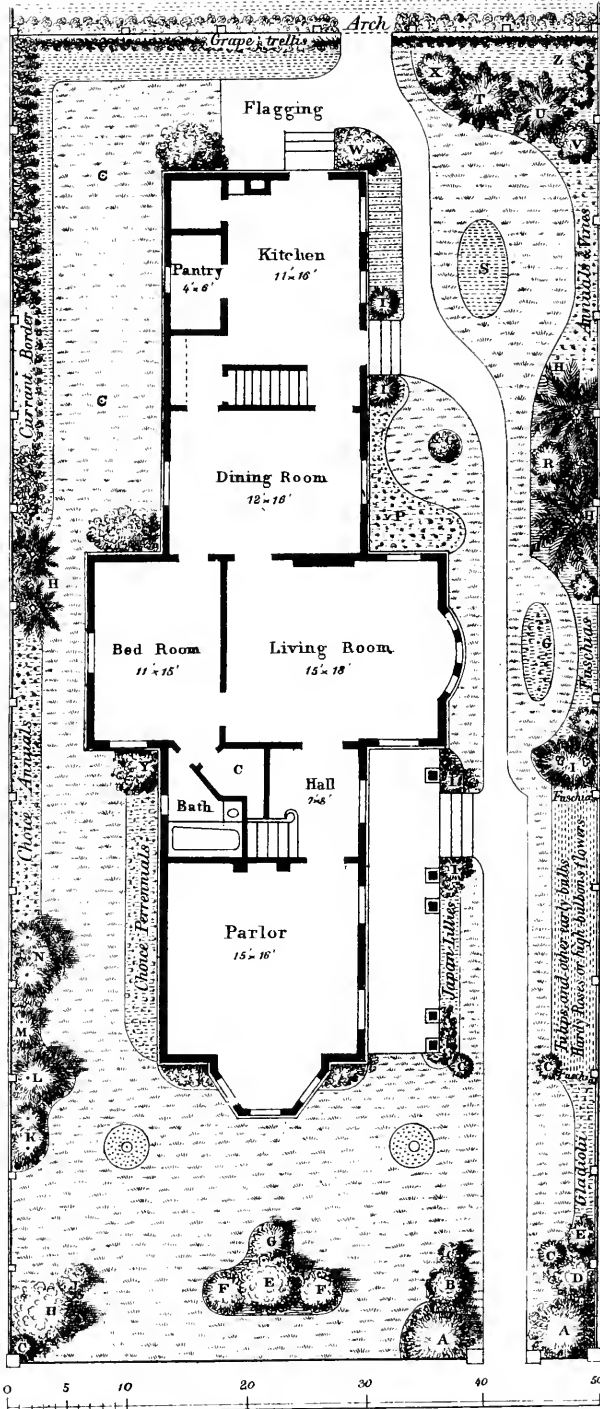 Arch
Grape trellis
X
Z
T
U
V
Flagging
W
C
Kitchen
11' × 16'
Pantry
4' × 6'
S
Annuals & Vines
I
Currant Border
H
I
C
R
Dining Room
12' × 16'
P
H
Bed Room
11' × 15'
Living Room
15' × 18'
G
Fuschias
Y
C
Hall
7 × 8'
I
I
Fuschias
Bath
Choice Annuals
Choice Perrennials
Parlor
15' × 16'
I
Japan Lilies
Tulips and other early bulbs
Hardy Roses or high bulbous flowers
N
M
L
K
C
C
Gladioli
G
E
C
F
E
F
B
D
H
A
A
C
0 5 10 20 30 40 50